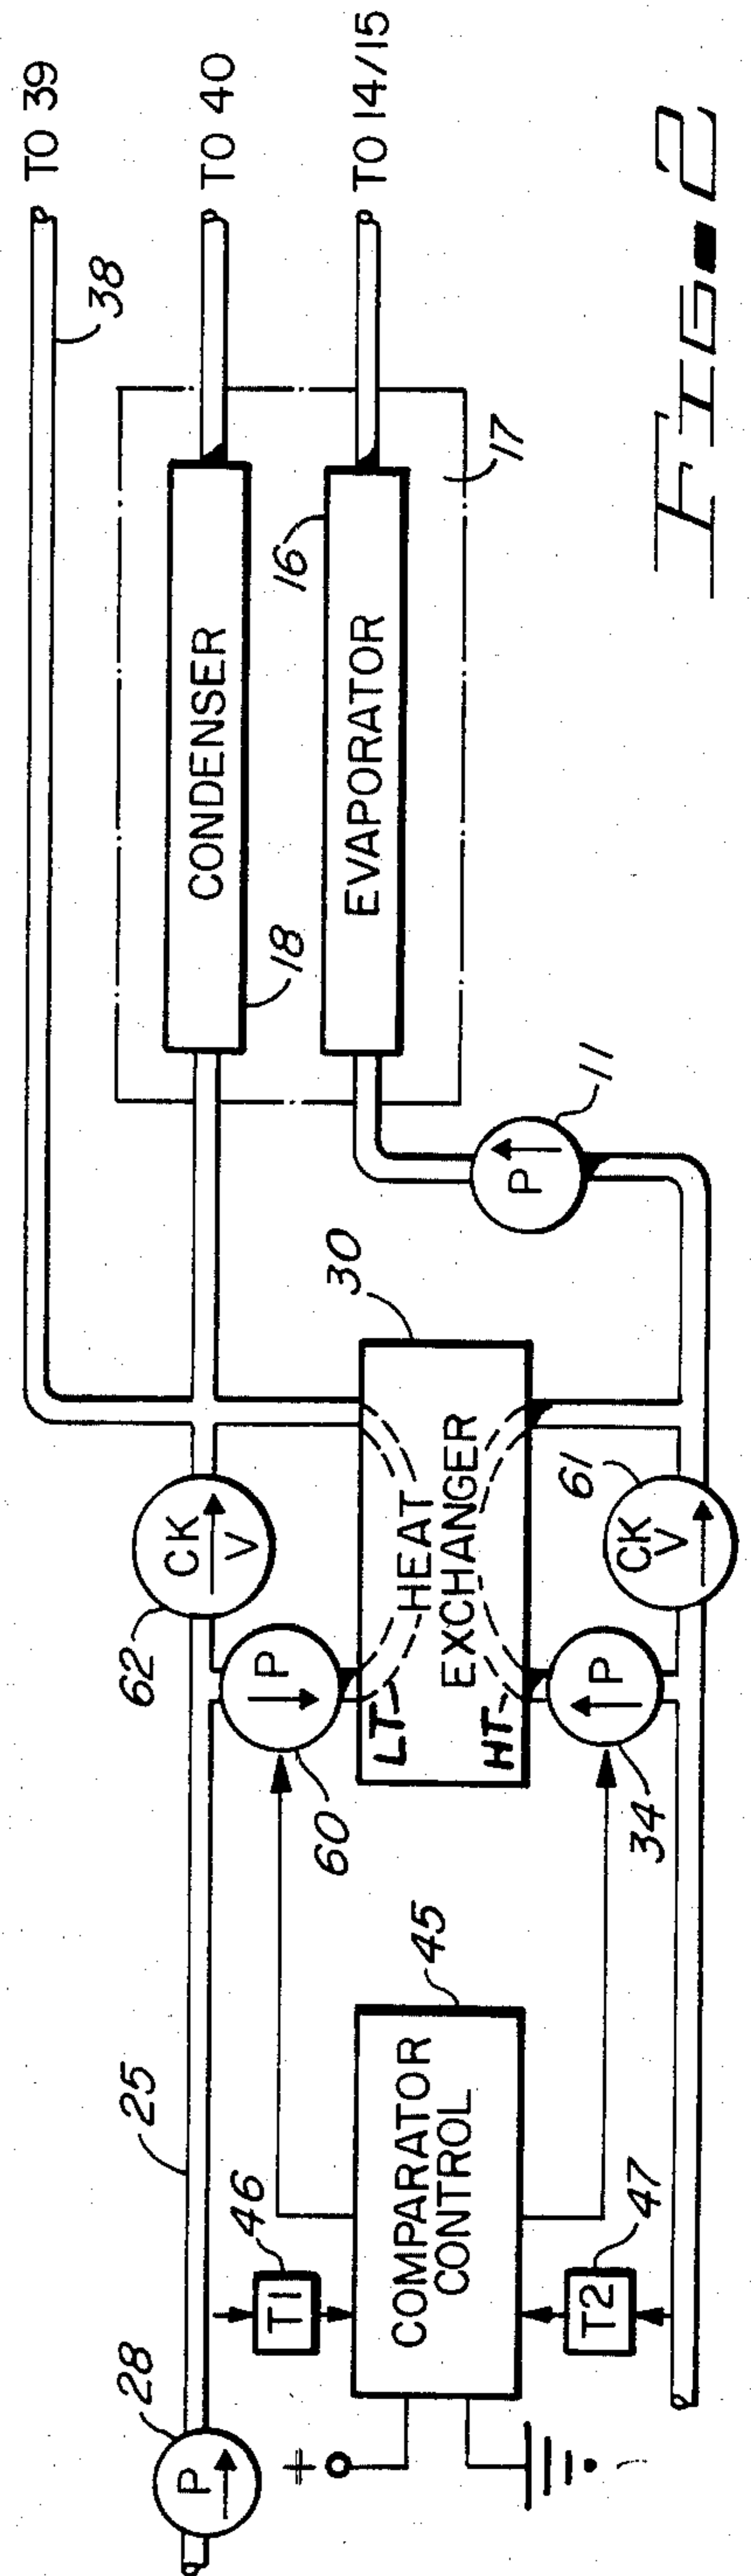 TO 39
TO 40
TO 14/15
38
CONDENSER
18
16
EVAPORATOR
17
P
11
30
CK
V
62
P
60
LT
HEAT
EXCHANGER
HT
P
34
CK
V
61
25
28
P
46
T1
45
COMPARATOR
CONTROL
T2
47
+
FIG-2